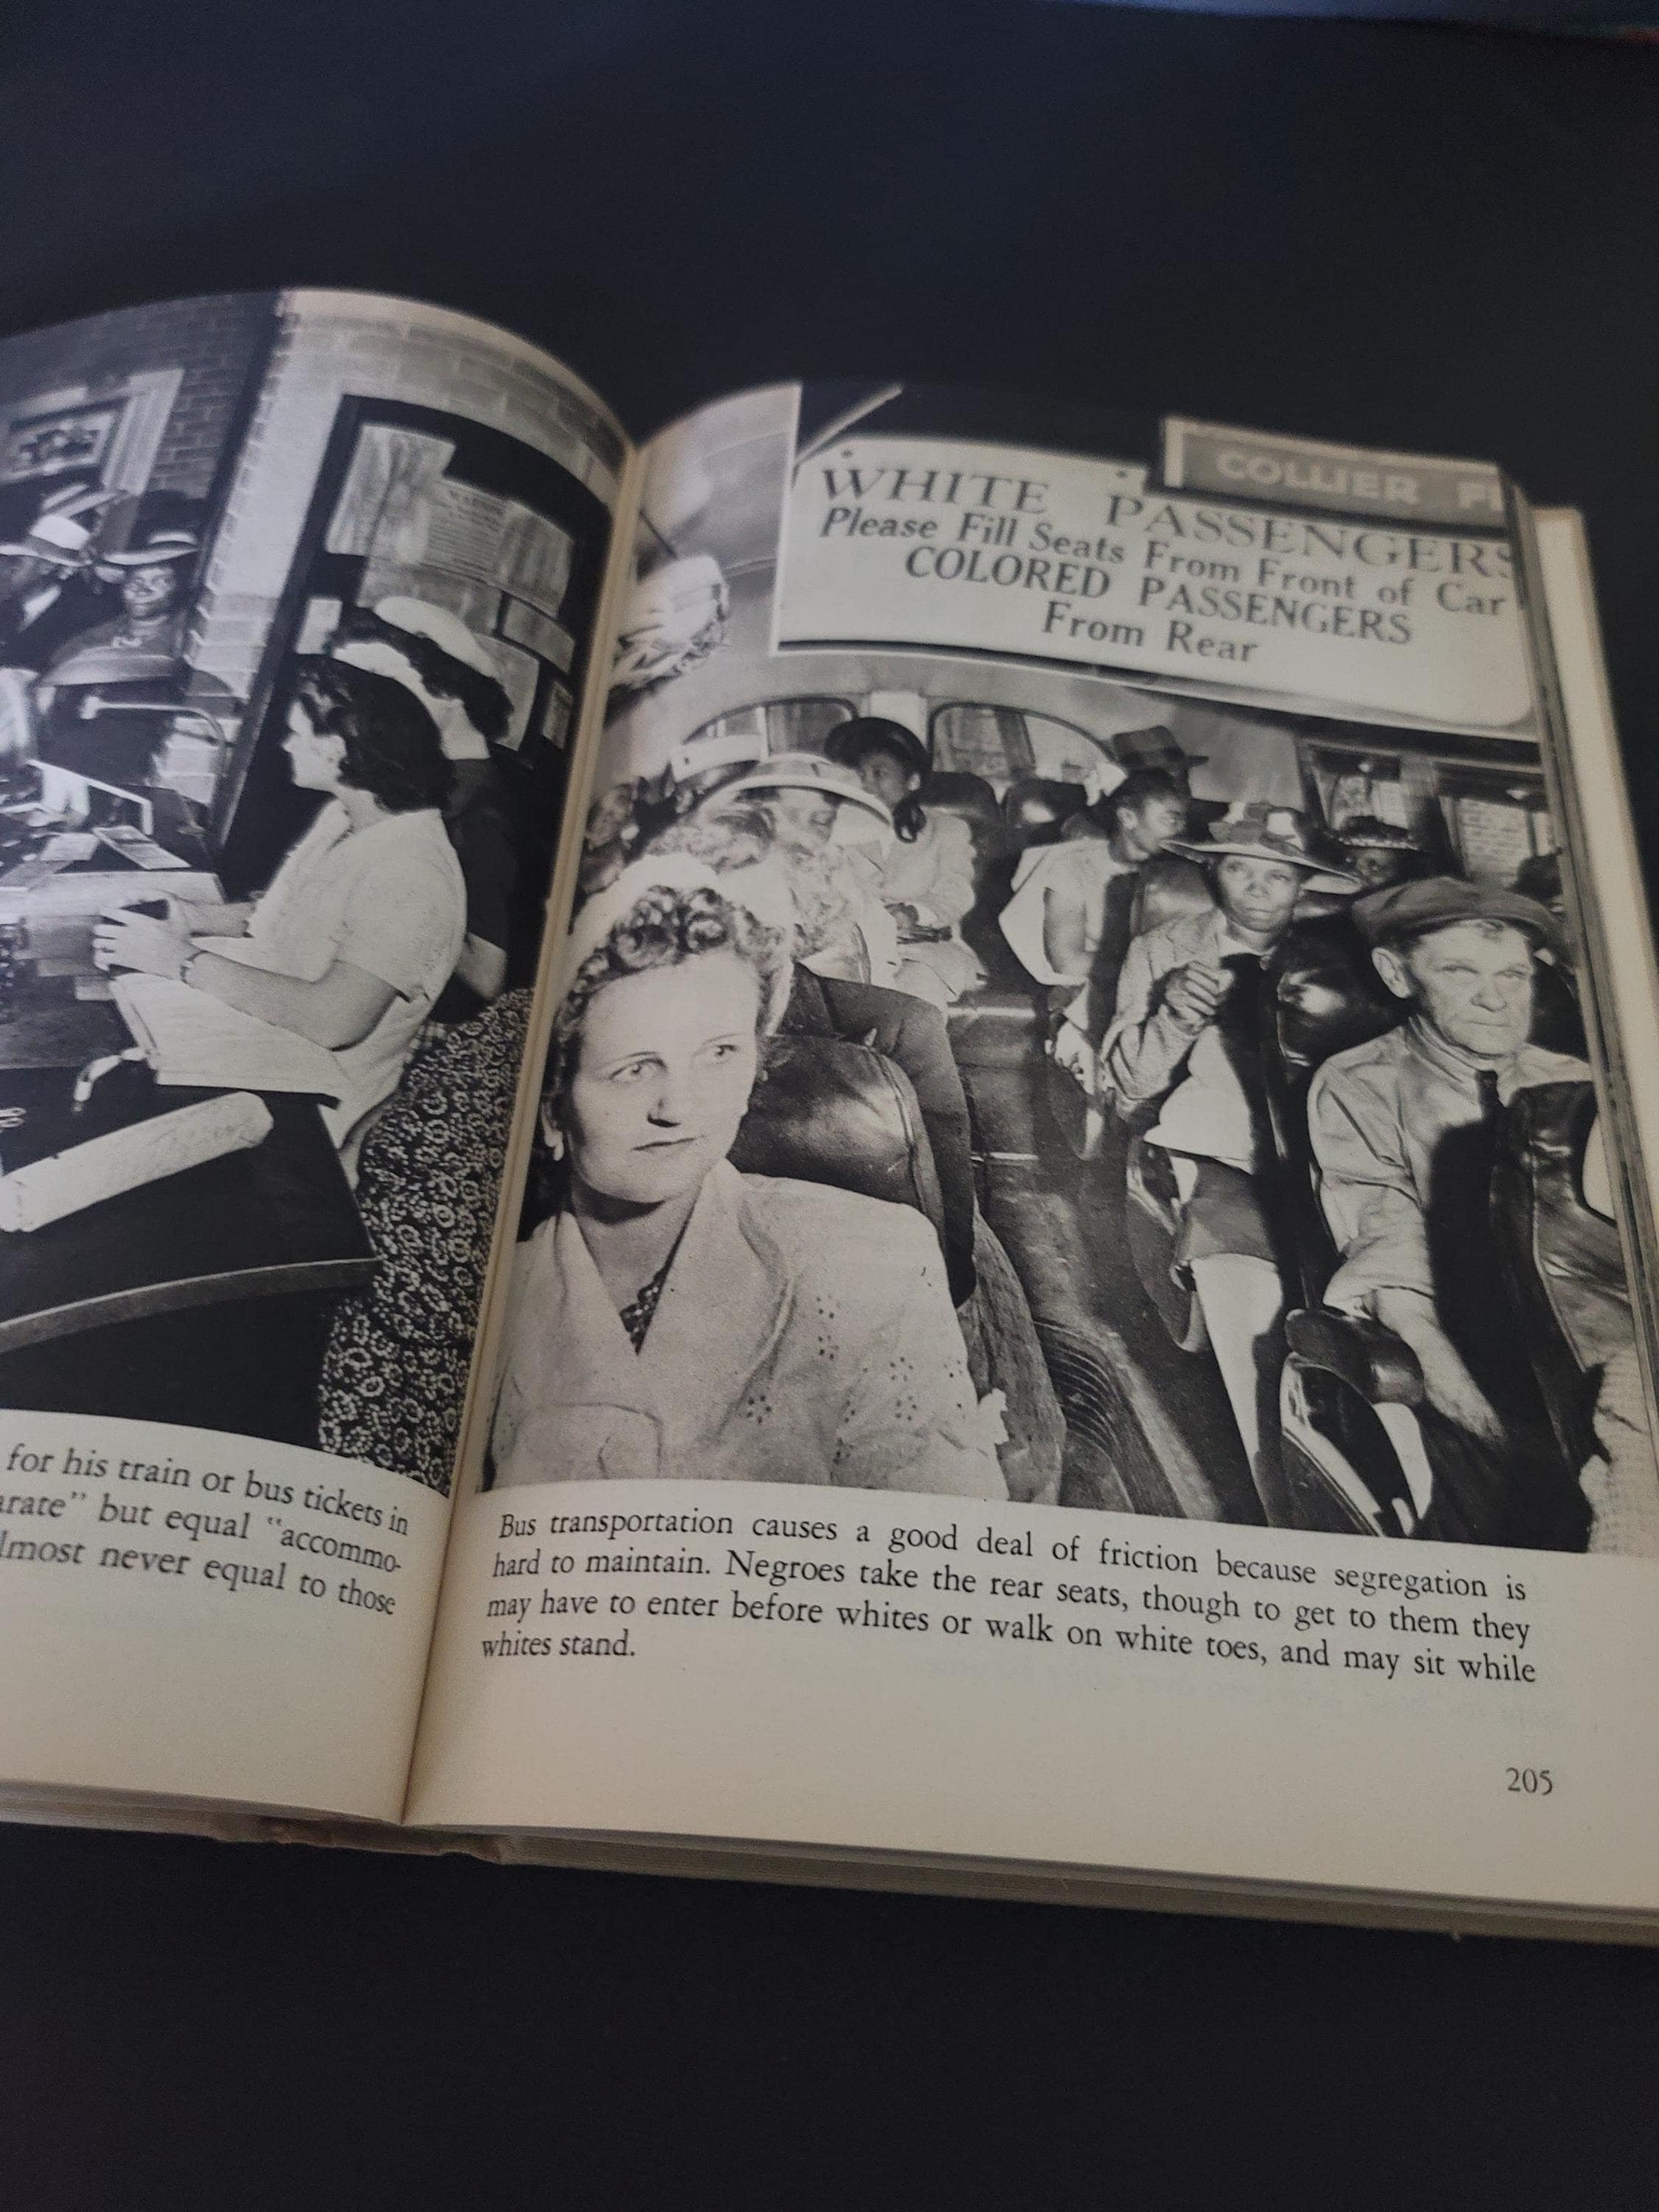 for his train or bus tickets in
arate" but equal "accommo-
lmost never equal to those
COLLIER
WHITE PASSENGERS
Please Fill Seats From Front of Car
COLORED PASSENGERS
From Rear
Bus transportation causes a good deal of friction because segregation is
hard to maintain. Negroes take the rear seats, though to get to them they
may have to enter before whites or walk on white toes, and may sit while
whites stand.
205